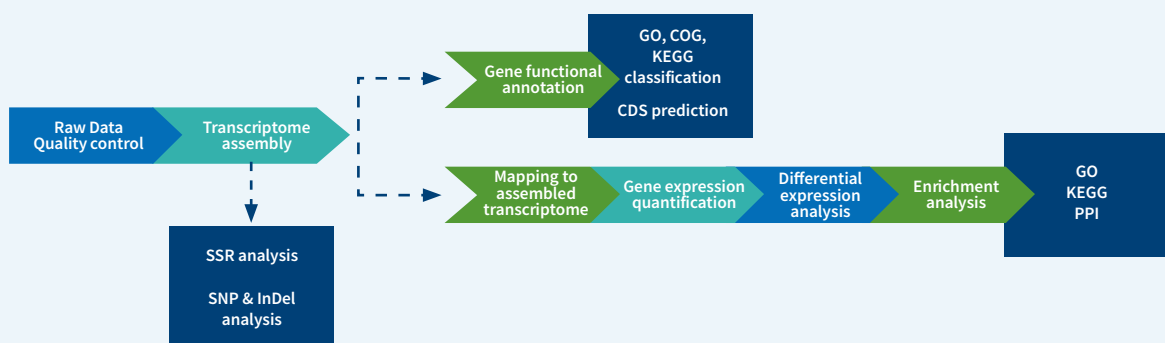 Raw Data
Quality control
Transcriptome
assembly
SSR analysis
SNP & InDel
analysis
Gene functional
annotation
GO, COG,
KEGG
classification
CDS prediction
Mapping to
assembled
transcriptome
Gene expression
quantification
Differential
expression
analysis
Enrichment
analysis
GO
KEGG
PPI